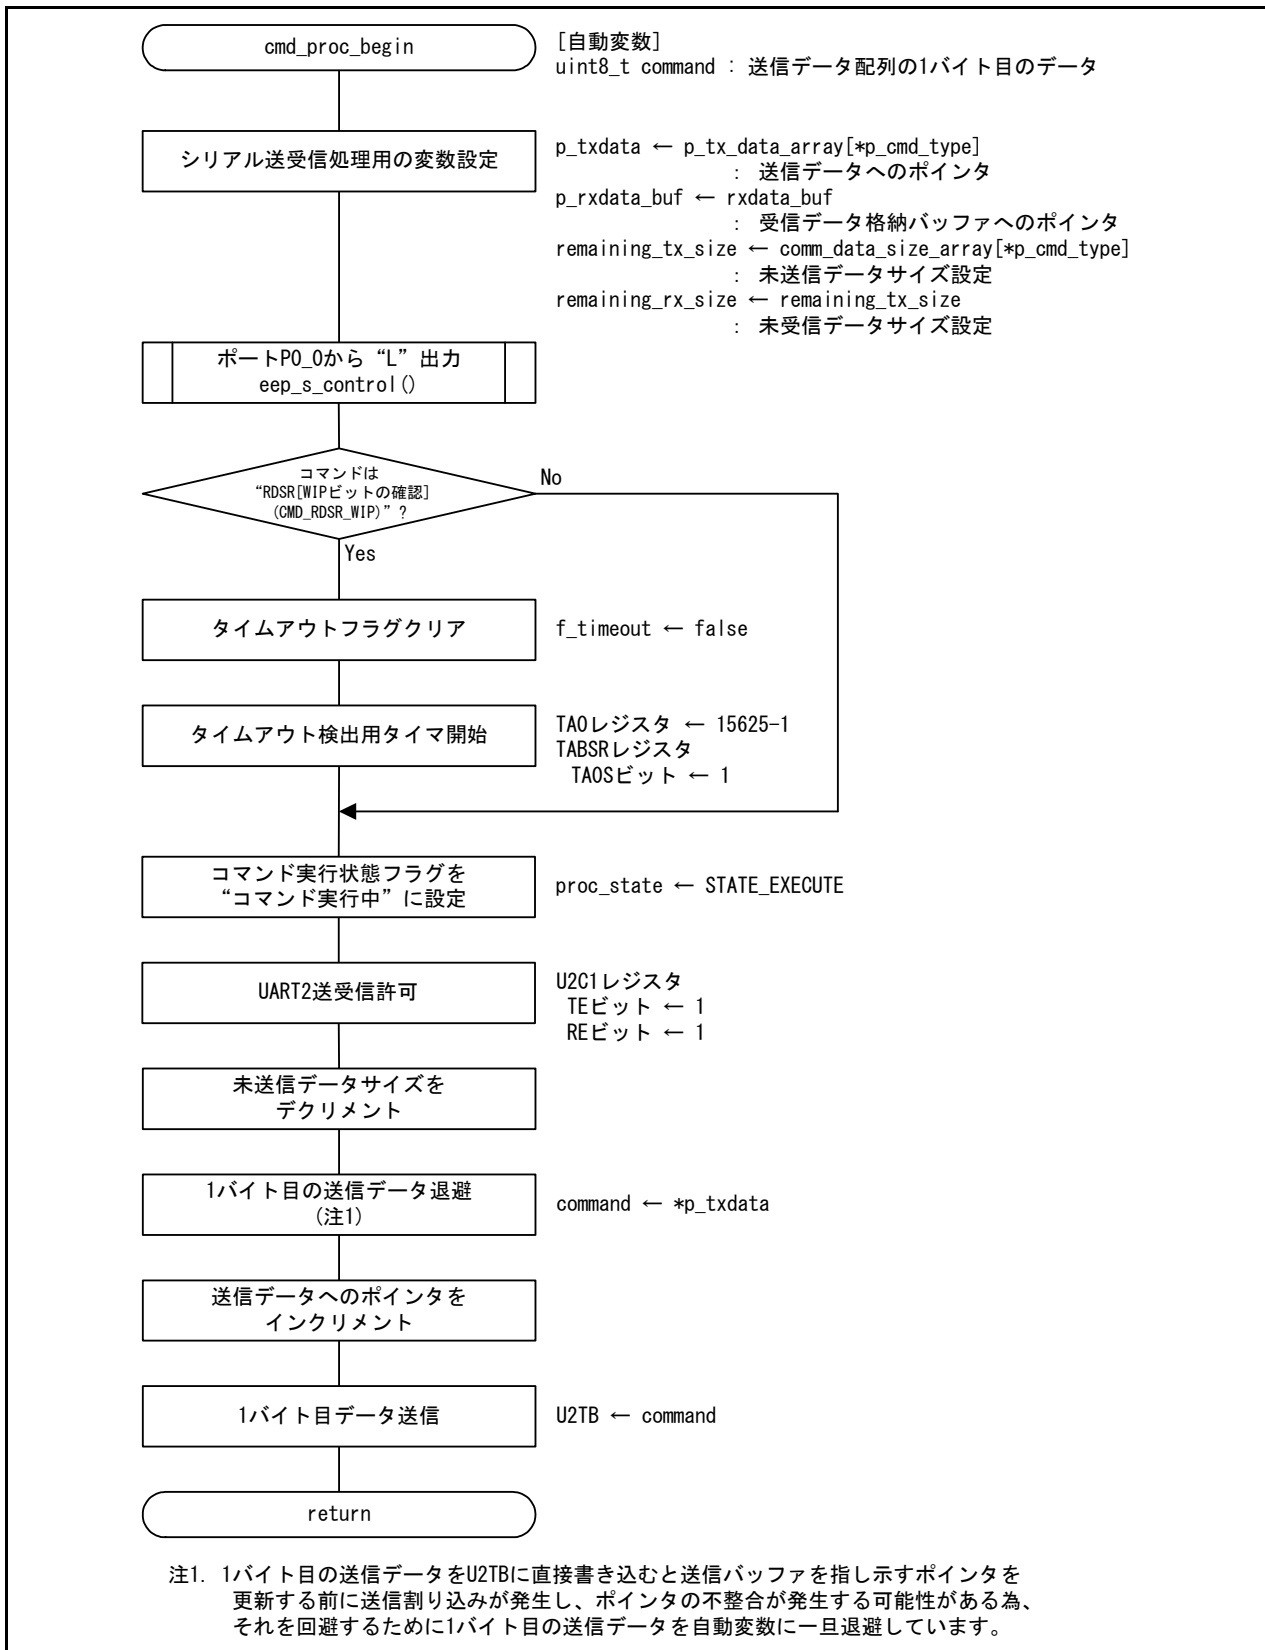 cmd_proc_begin
[自動変数]
uint8_t command : 送信データ配列の1バイト目のデータ
シリアル送受信処理用の変数設定
p_txdata ← p_tx_data_array[*p_cmd_type]
: 送信データへのポインタ
p_rxdata_buf ← rxdata_buf
: 受信データ格納バッファへのポインタ
remaining_tx_size ← comm_data_size_array[*p_cmd_type]
: 未送信データサイズ設定
remaining_rx_size ← remaining_tx_size
: 未受信データサイズ設定
ポートP0_0から“L”出力
eep_s_control()
コマンドは
“RDSR[WIPビットの確認]
(CMD_RDSR_WIP)”?
No
Yes
タイムアウトフラグクリア
f_timeout ← false
タイムアウト検出用タイマ開始
TA0レジスタ ← 15625-1
TABSRレジスタ
TA0Sビット ← 1
コマンド実行状態フラグを
“コマンド実行中”に設定
proc_state ← STATE_EXECUTE
UART2送受信許可
U2C1レジスタ
TEビット ← 1
REビット ← 1
未送信データサイズを
デクリメント
1バイト目の送信データ退避
(注1)
command ← *p_txdata
送信データへのポインタを
インクリメント
1バイト目データ送信
U2TB ← command
return
注1. 1バイト目の送信データをU2TBに直接書き込むと送信バッファを指し示すポインタを
更新する前に送信割り込みが発生し、ポインタの不整合が発生する可能性がある為、
それを回避するために1バイト目の送信データを自動変数に一旦退避しています。